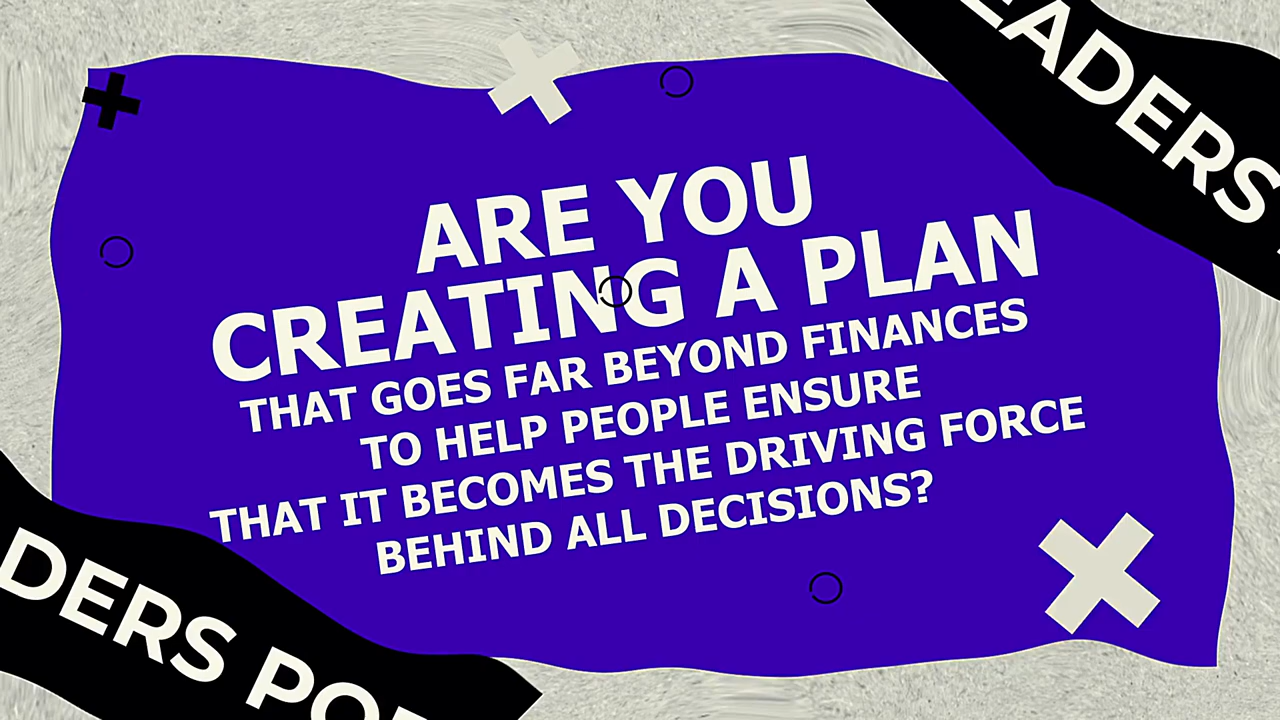 EADERS
ARE YOU
CREATING A PLAN
THAT GOES FAR BEYOND FINANCES
TO HELP PEOPLE ENSURE
THAT IT BECOMES THE DRIVING FORCE
BEHIND ALL DECISIONS?
DERS PO